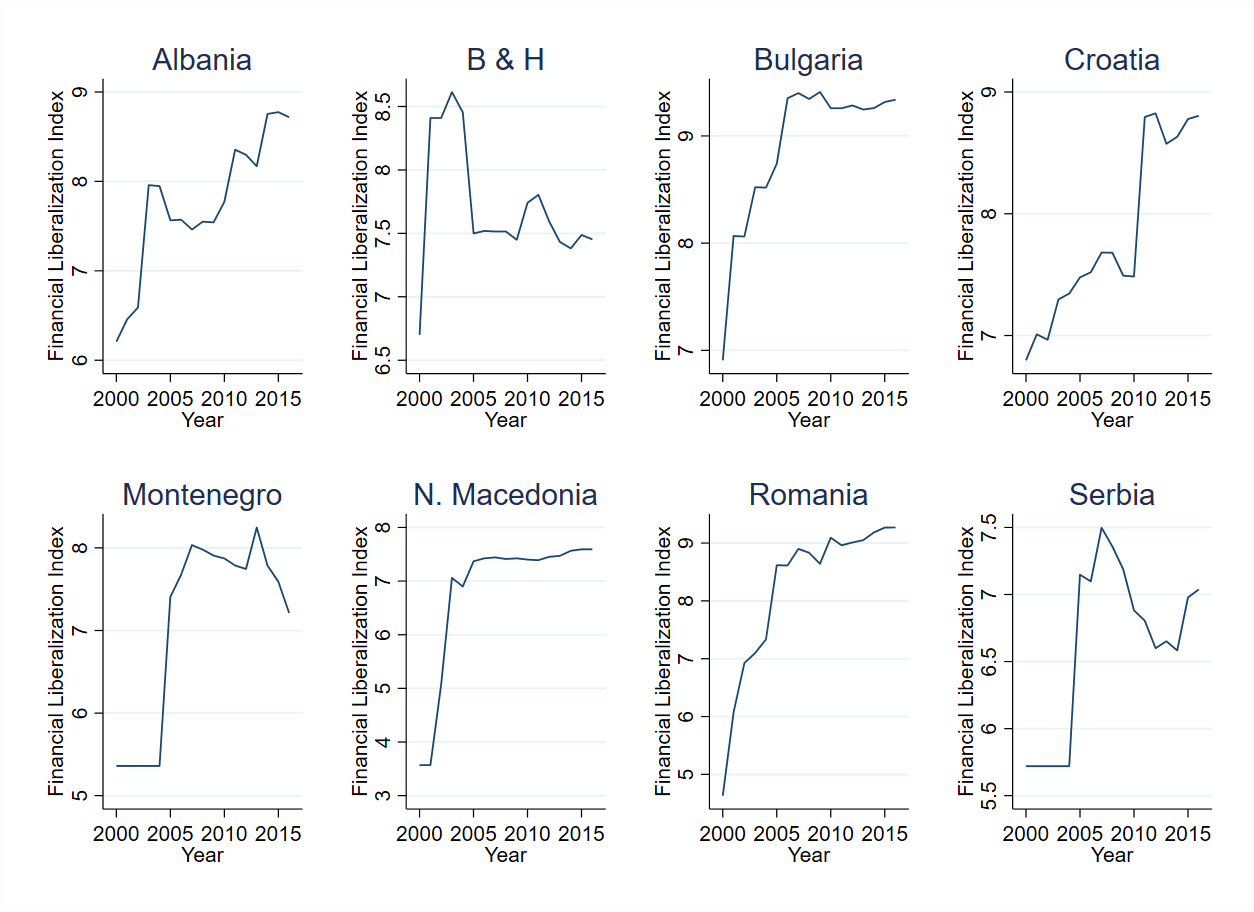 Albania
Financial Liberalization Index
9
8
7
6
2000 2005 2010 2015
Year
B & H
Financial Liberalization Index
8.5
8
7.5
7
6.5
2000 2005 2010 2015
Year
Bulgaria
Financial Liberalization Index
9
8
7
2000 2005 2010 2015
Year
Croatia
Financial Liberalization Index
9
8
7
2000 2005 2010 2015
Year
Montenegro
Financial Liberalization Index
8
7
6
5
2000 2005 2010 2015
Year
N. Macedonia
Financial Liberalization Index
8
7
6
5
4
3
2000 2005 2010 2015
Year
Romania
Financial Liberalization Index
9
8
7
6
5
2000 2005 2010 2015
Year
Serbia
Financial Liberalization Index
7.5
7
6.5
6
5.5
2000 2005 2010 2015
Year